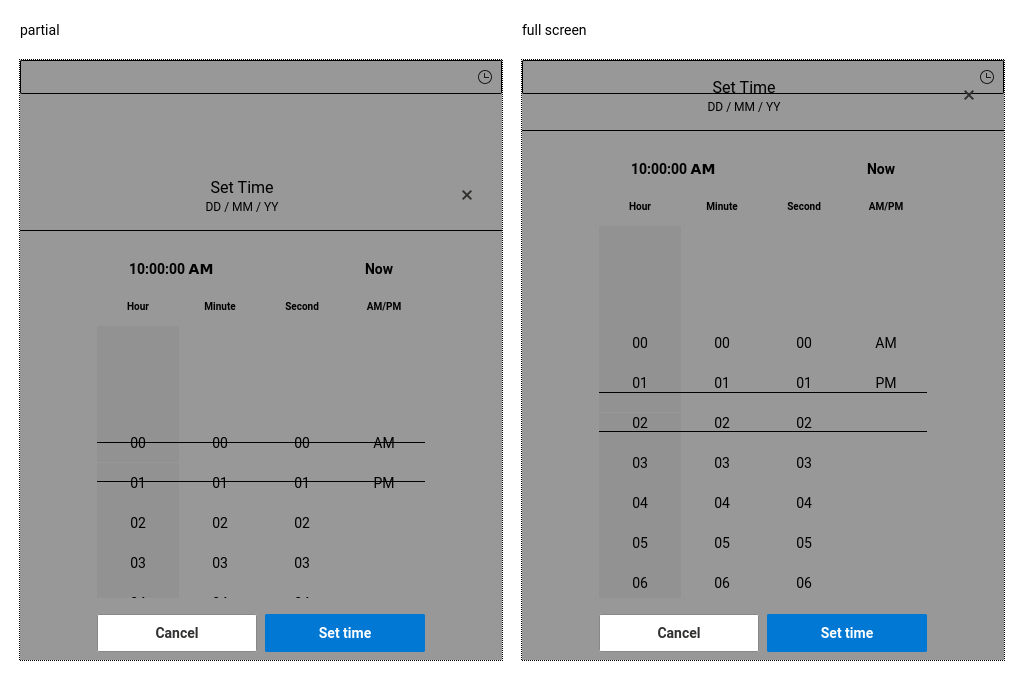 partial
full screen
Set Time
DD / MM / YY
10:00:00 AM Now
Hour Minute Second AM/PM
00 00 00 AM
01 01 01 PM
02 02 02
03 03 03
Cancel Set time
Set Time
DD / MM / YY
10:00:00 AM Now
Hour Minute Second AM/PM
00 00 00 AM
01 01 01 PM
02 02 02
03 03 03
04 04 04
05 05 05
06 06 06
Cancel Set time